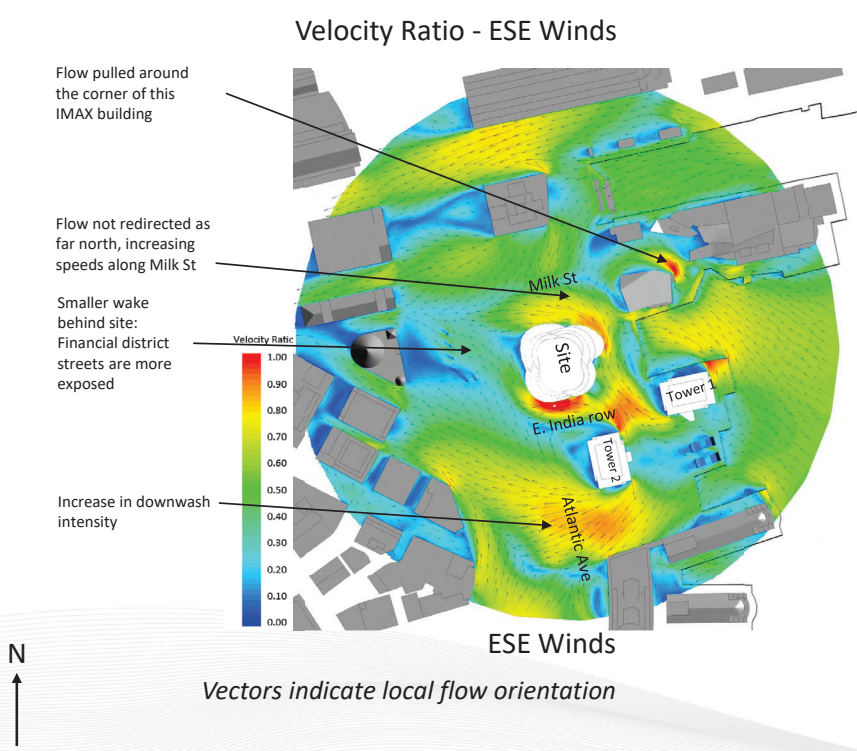 Velocity Ratio - ESE Winds
Flow pulled around
the corner of this
IMAX building
Flow not redirected as
far north, increasing
speeds along Milk St
Smaller wake
behind site:
Financial district
streets are more
exposed
Increase in downwash
intensity
Velocity Ratio
1.00
0.90
0.80
0.70
0.60
0.50
0.40
0.30
0.20
0.10
0.00
Milk St
Site
Tower 1
E. India row
Tower 2
Atlantic Ave
ESE Winds
N
Vectors indicate local flow orientation